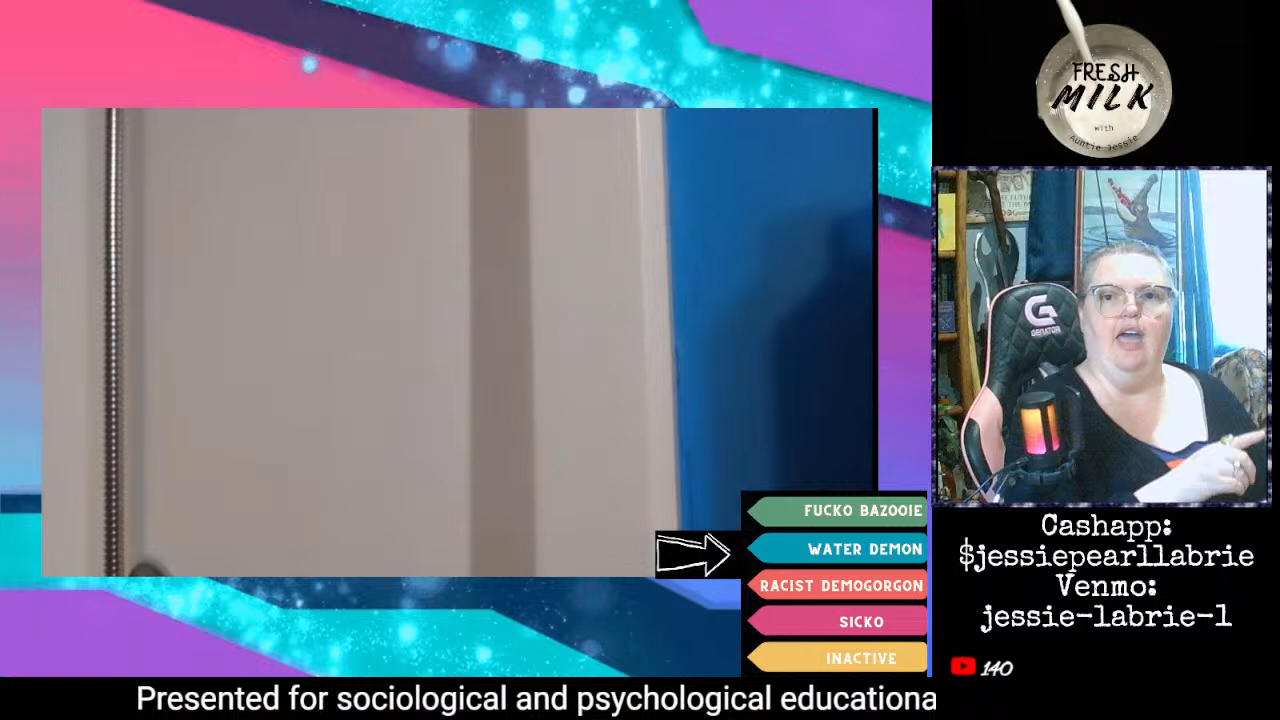 FRESH
MILK
with
Auntie Jessie
GENATOR
FUCKO BAZOOIE
WATER DEMON
RACIST DEMOGORGON
SICKO
INACTIVE
Cashapp:
$jessiepearllabrie
Venmo:
jessie-labrie-1
140
Presented for sociological and psychological educationa